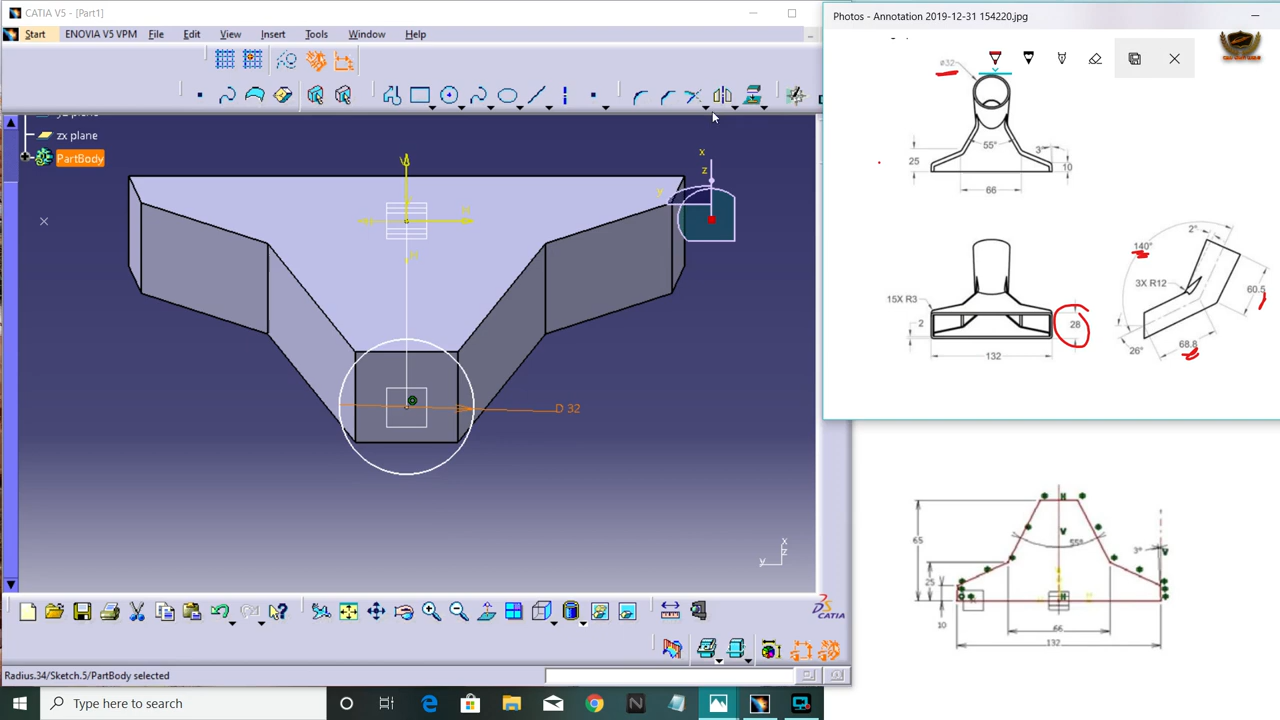 CATIA V5 - [Part1]
Start ENOVIA V5 VPM File Edit View Insert Tools Window Help
zx plane
PartBody
D 32
x
z
y
x
z
y
CATIA
Radius.34/Sketch.5/PartBody selected
Type here to search
Photos - Annotation 2019-12-31 154220.jpg
ø32
55°
25
3°
10
66
15X R3
2
28
132
140°
2°
3X R12
60.5
26°
68.8
65
55°
3°
V
H
V
25
10
66
132